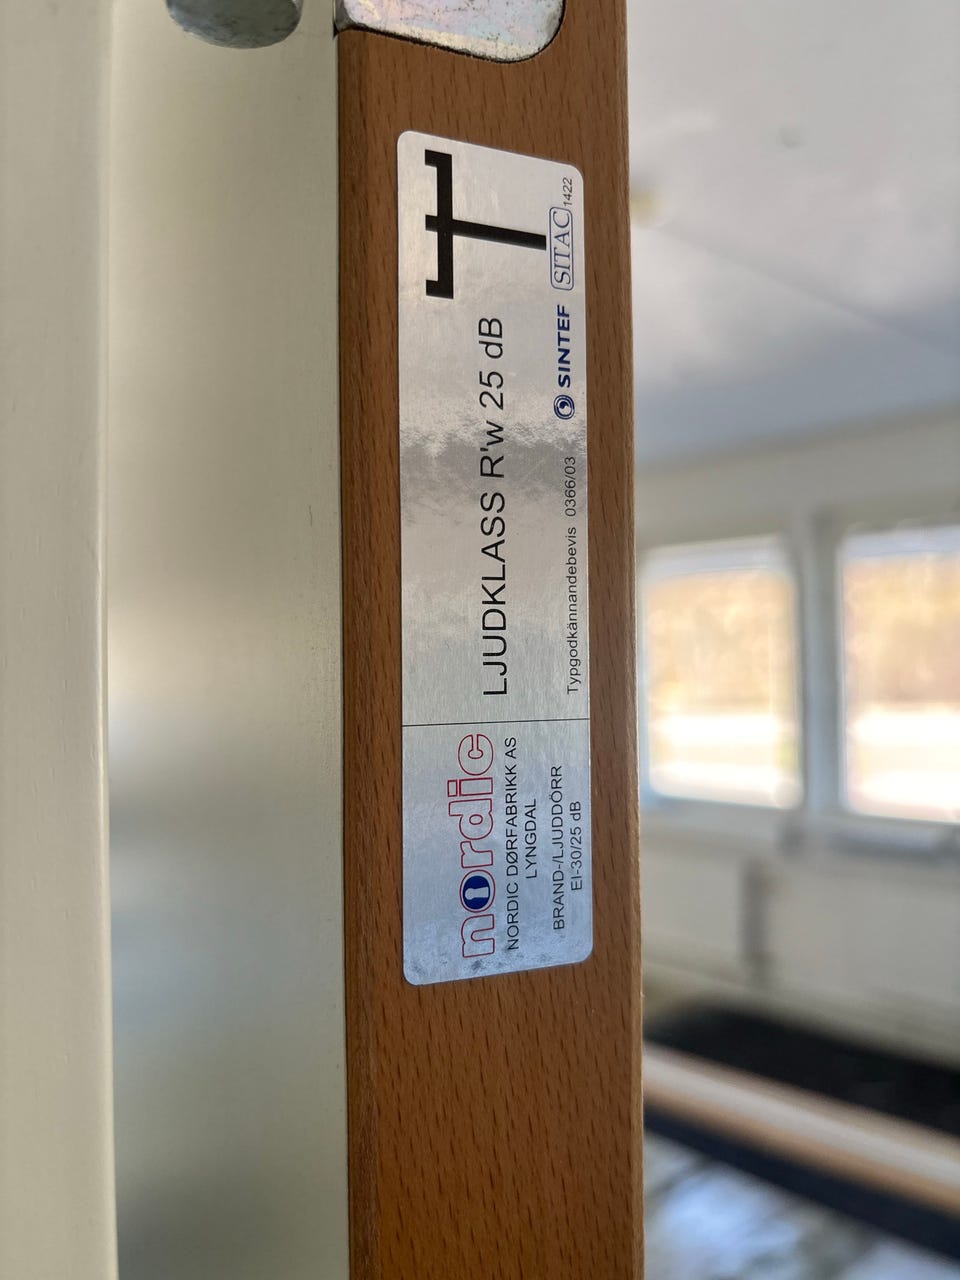 nordic
NORDIC DØRFABRIKK AS
LYNGDAL
BRAND-/LJUDDÖRR
EI-30/25 dB
LJUDKLASS R'w 25 dB
Typgodkännandebevis 0366/03
SINTEF
SITAC
1422